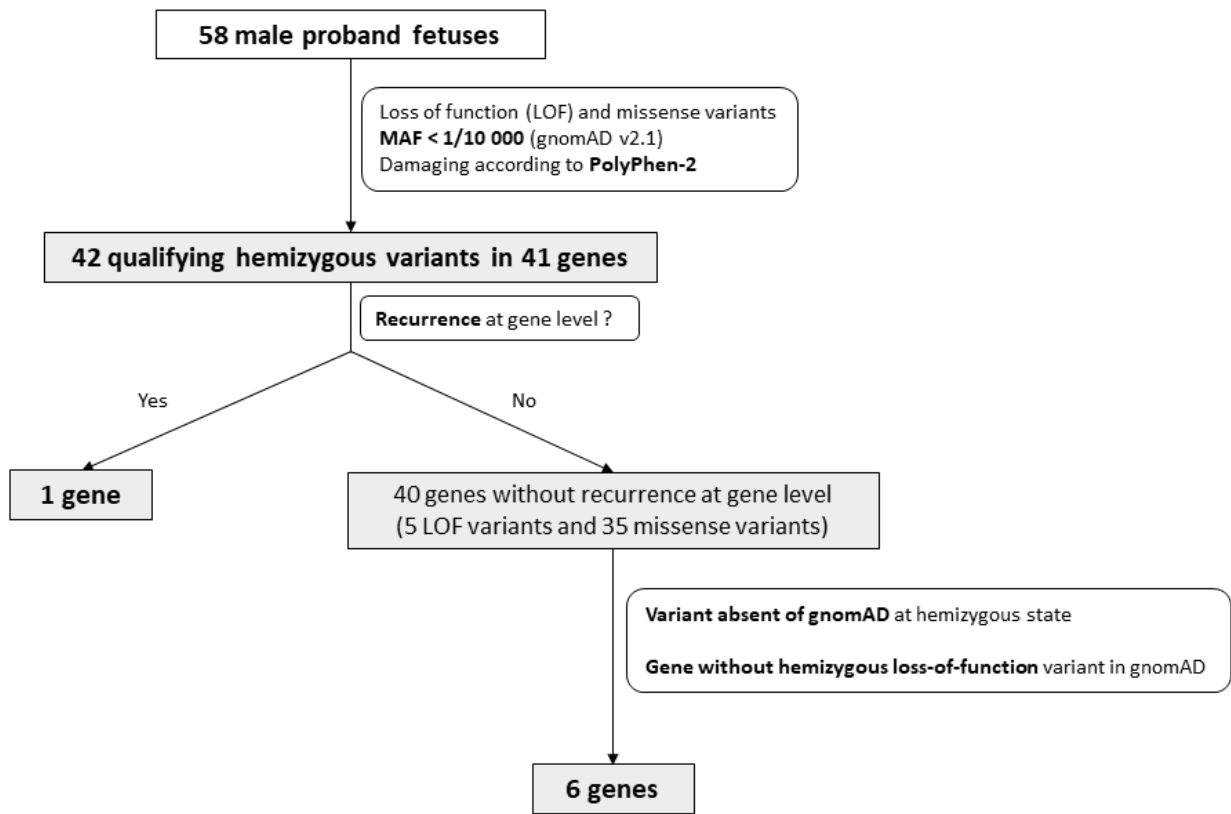 58 male proband fetuses
Loss of function (LOF) and missense variants
MAF < 1/10 000 (gnomAD v2.1)
Damaging according to PolyPhen-2
42 qualifying hemizygous variants in 41 genes
Recurrence at gene level ?
Yes
No
1 gene
40 genes without recurrence at gene level
(5 LOF variants and 35 missense variants)
Variant absent of gnomAD at hemizygous state
Gene without hemizygous loss-of-function variant in gnomAD
6 genes